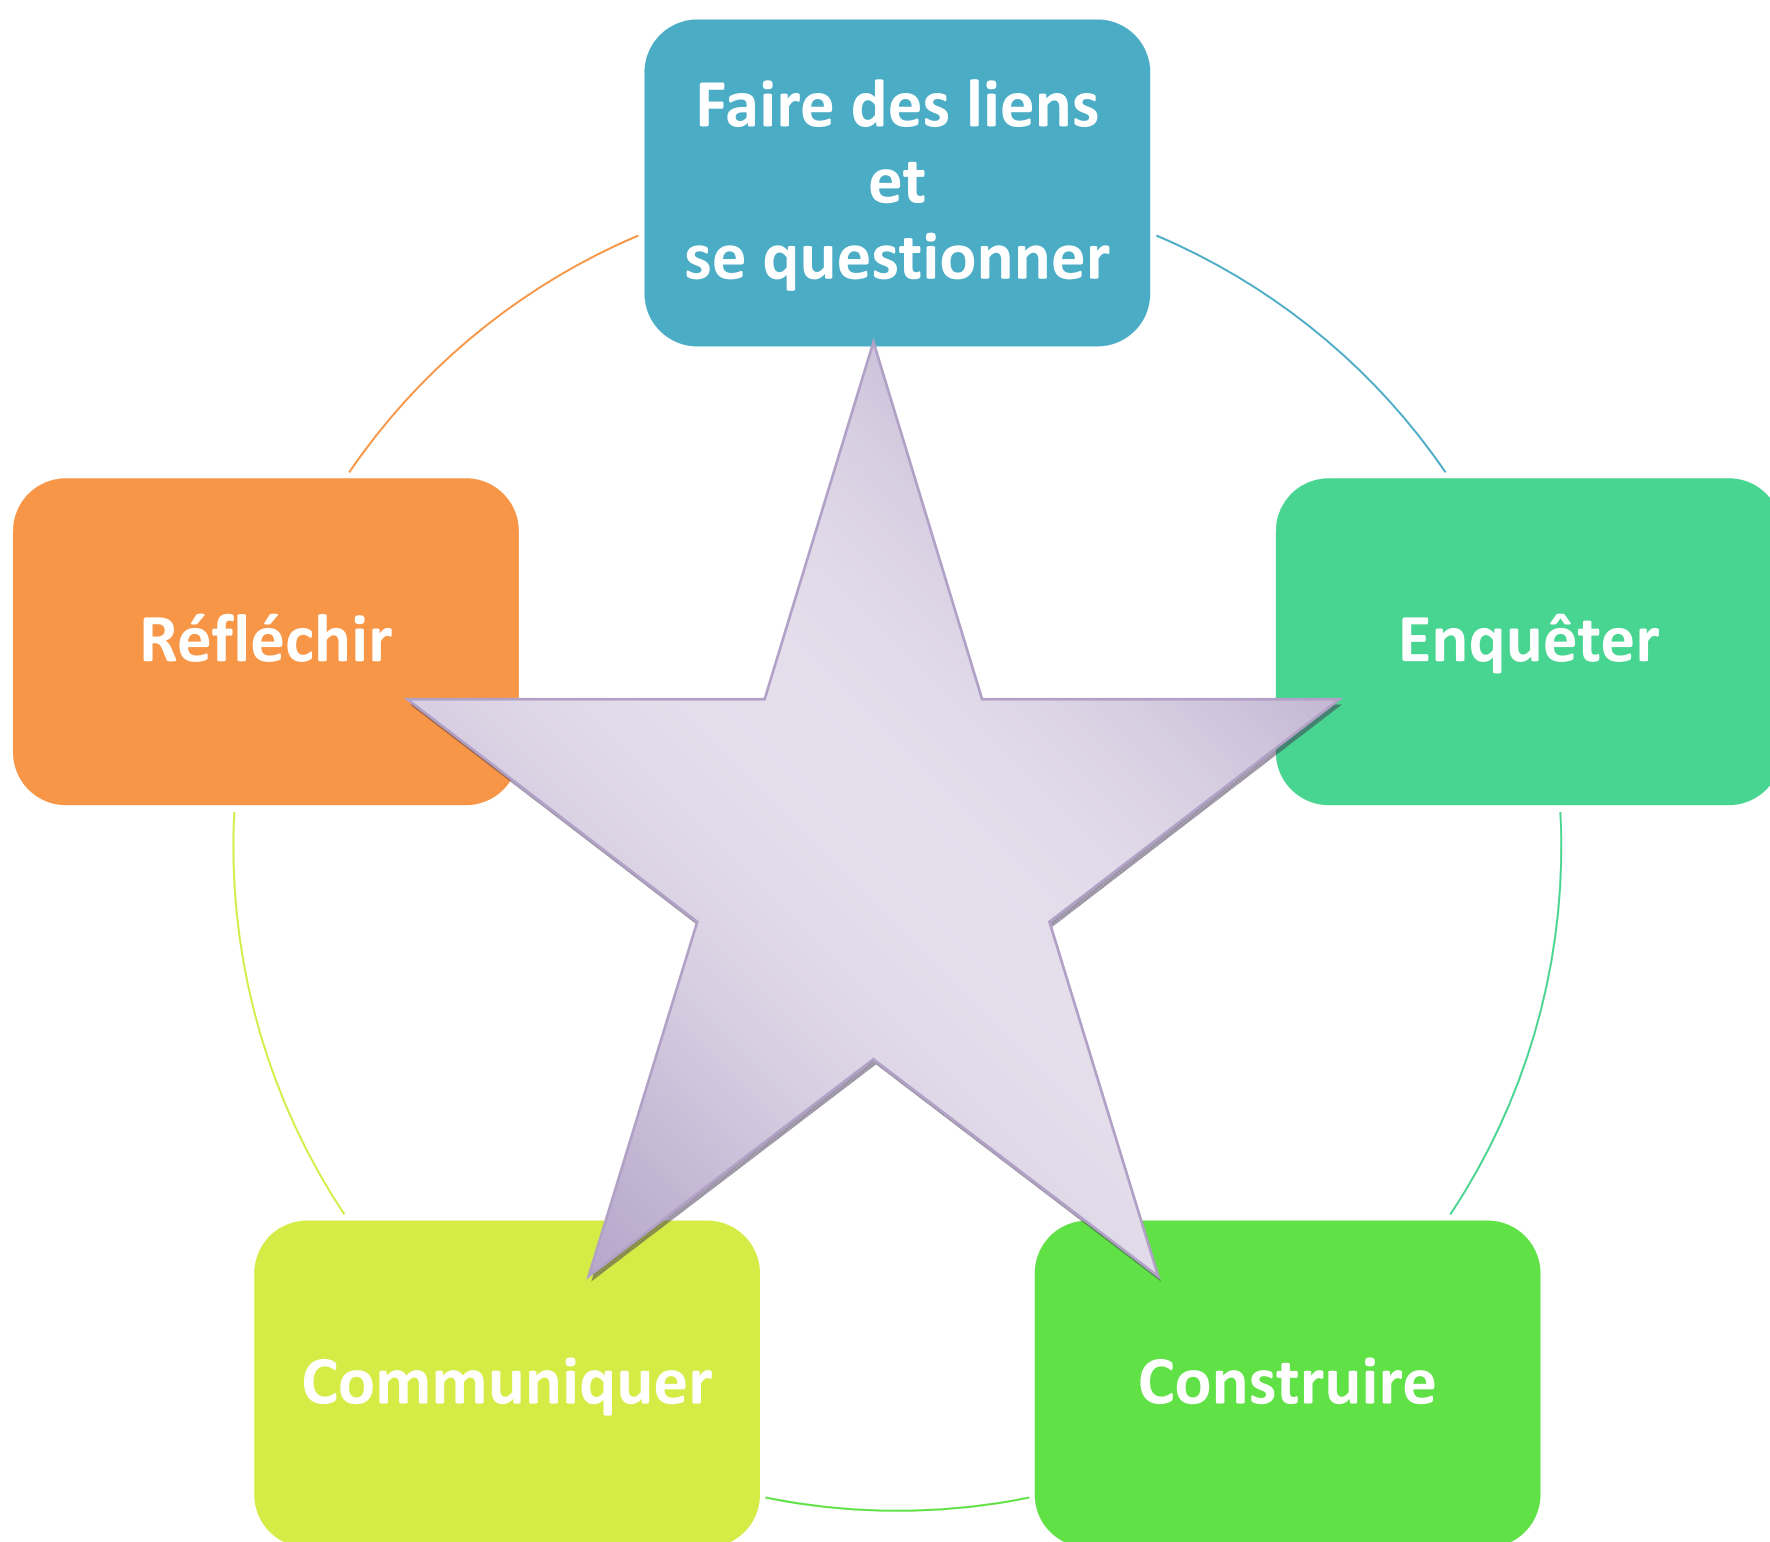 Faire des liens
et
se questionner
Réfléchir
Enquêter
Communiquer
Construire